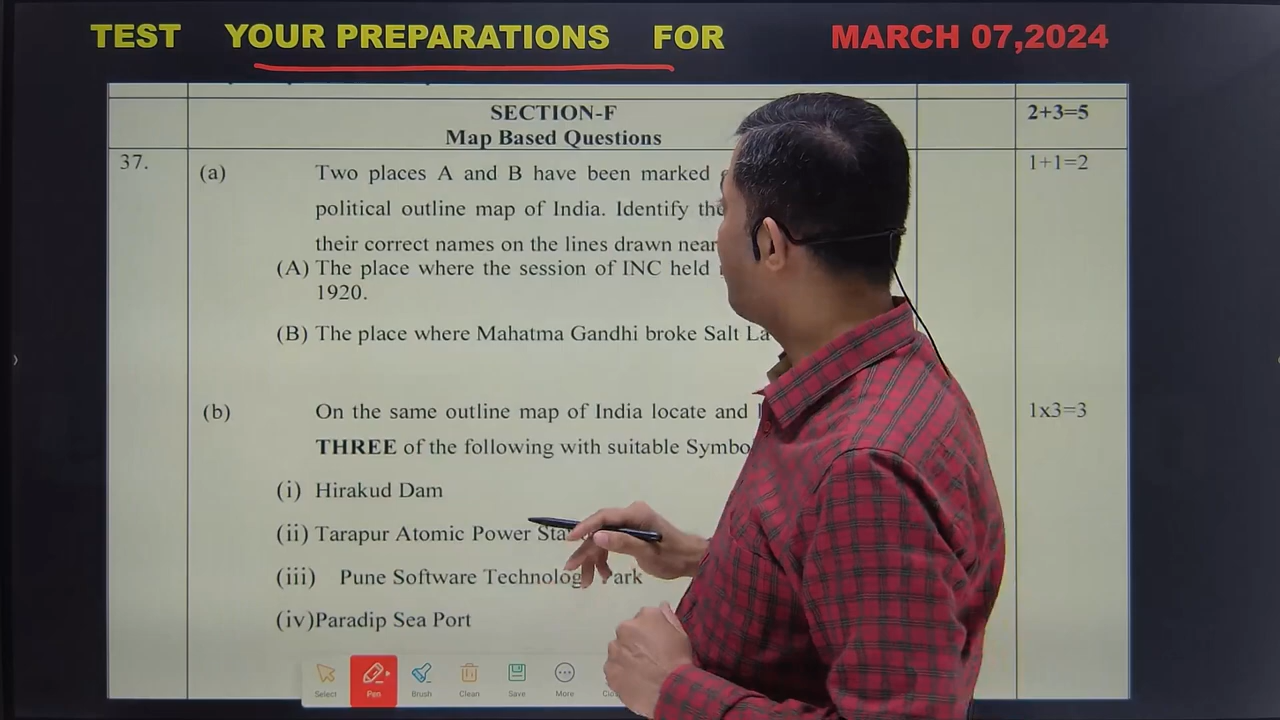 TEST YOUR PREPARATIONS FOR MARCH 07,2024
SECTION-F
Map Based Questions
2+3=5
37.
(a)
Two places A and B have been marked
1+1=2
political outline map of India. Identify
their correct names on the lines drawn near
(A) The place where the session of INC held
1920.
(B) The place where Mahatma Gandhi broke Salt
(b)
On the same outline map of India locate and
1x3=3
THREE of the following with suitable
(i) Hirakud Dam
(ii) Tarapur Atomic Power
(iii) Pune Software
(iv)Paradip Sea Port
Select
Pen
Brush
Clean
Save
More